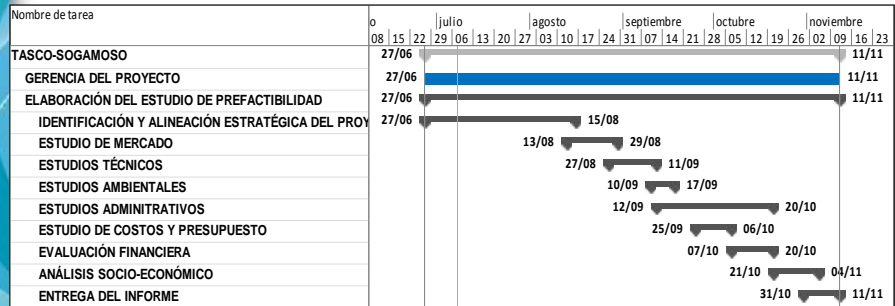 Nombre de tarea
o julio agosto septiembre octubre noviembre
08 15 22 29 06 13 20 27 03 10 17 24 31 07 14 21 28 05 12 19 26 02 09 16 23
TASCO-SOGAMOSO 27/06 11/11
GERENCIA DEL PROYECTO 27/06 11/11
ELABORACIÓN DEL ESTUDIO DE PREFACTIBILIDAD 27/06 11/11
IDENTIFICACIÓN Y ALINEACIÓN ESTRATÉGICA DEL PROY 27/06 15/08
ESTUDIO DE MERCADO 13/08 29/08
ESTUDIOS TÉCNICOS 27/08 11/09
ESTUDIOS AMBIENTALES 10/09 17/09
ESTUDIOS ADMINITRATIVOS 12/09 20/10
ESTUDIO DE COSTOS Y PRESUPUESTO 25/09 06/10
EVALUACIÓN FINANCIERA 07/10 20/10
ANÁLISIS SOCIO-ECONÓMICO 21/10 04/11
ENTREGA DEL INFORME 31/10 11/11